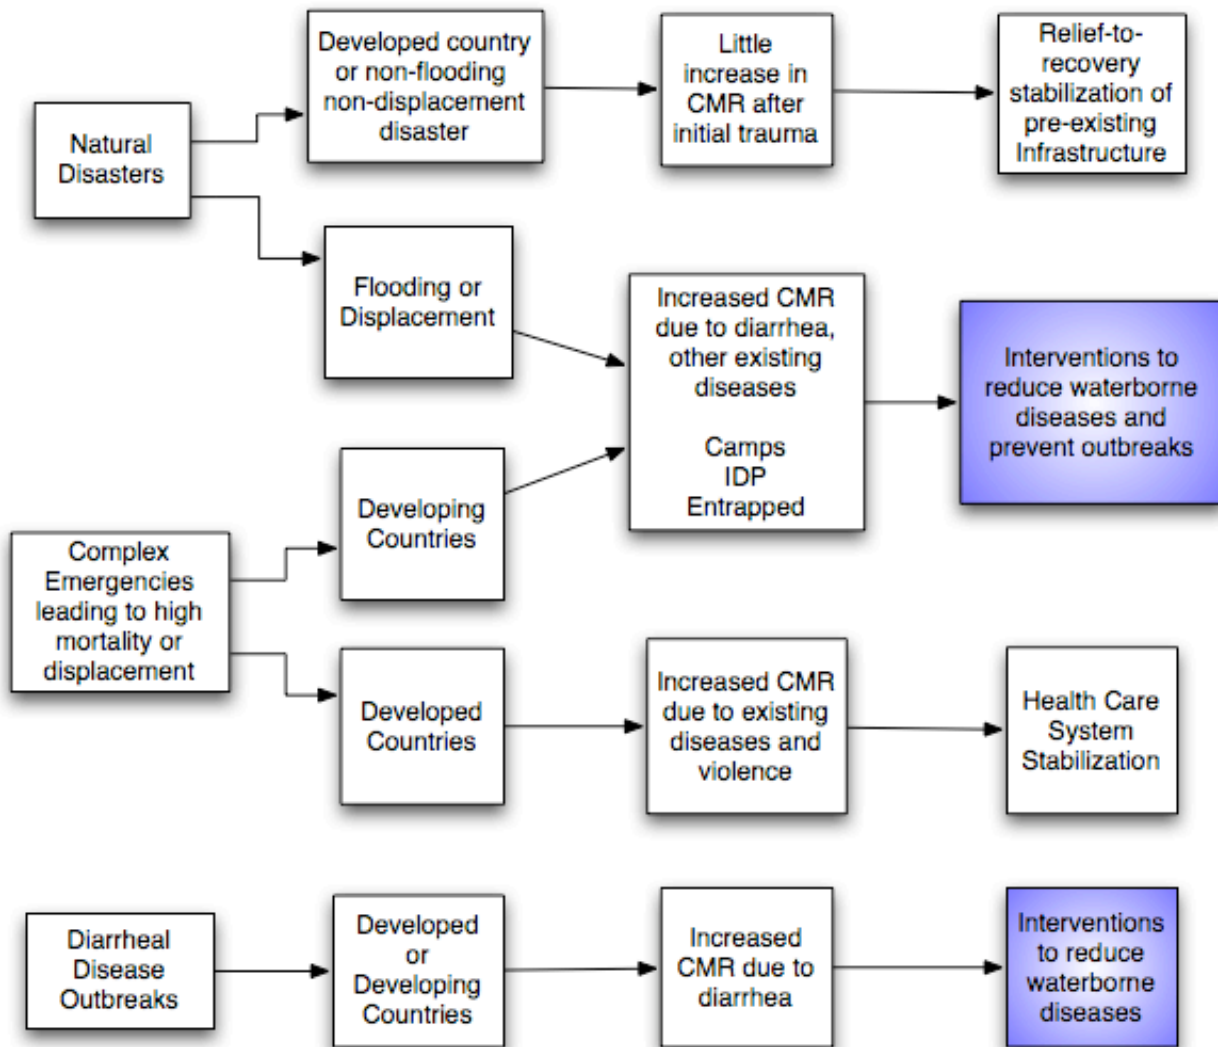 Natural
Disasters
Developed country
or non-flooding
non-displacement
disaster
Little
increase in
CMR after
initial trauma
Relief-to-
recovery
stabilization of
pre-existing
Infrastructure
Flooding or
Displacement
Increased CMR
due to diarrhea,
other existing
diseases
Camps
IDP
Entrapped
Interventions to
reduce waterborne
diseases and
prevent outbreaks
Complex
Emergencies
leading to high
mortality or
displacement
Developing
Countries
Developed
Countries
Increased CMR
due to existing
diseases and
violence
Health Care
System
Stabilization
Diarrheal
Disease
Outbreaks
Developed
or
Developing
Countries
Increased
CMR due to
diarrhea
Interventions
to reduce
waterborne
diseases